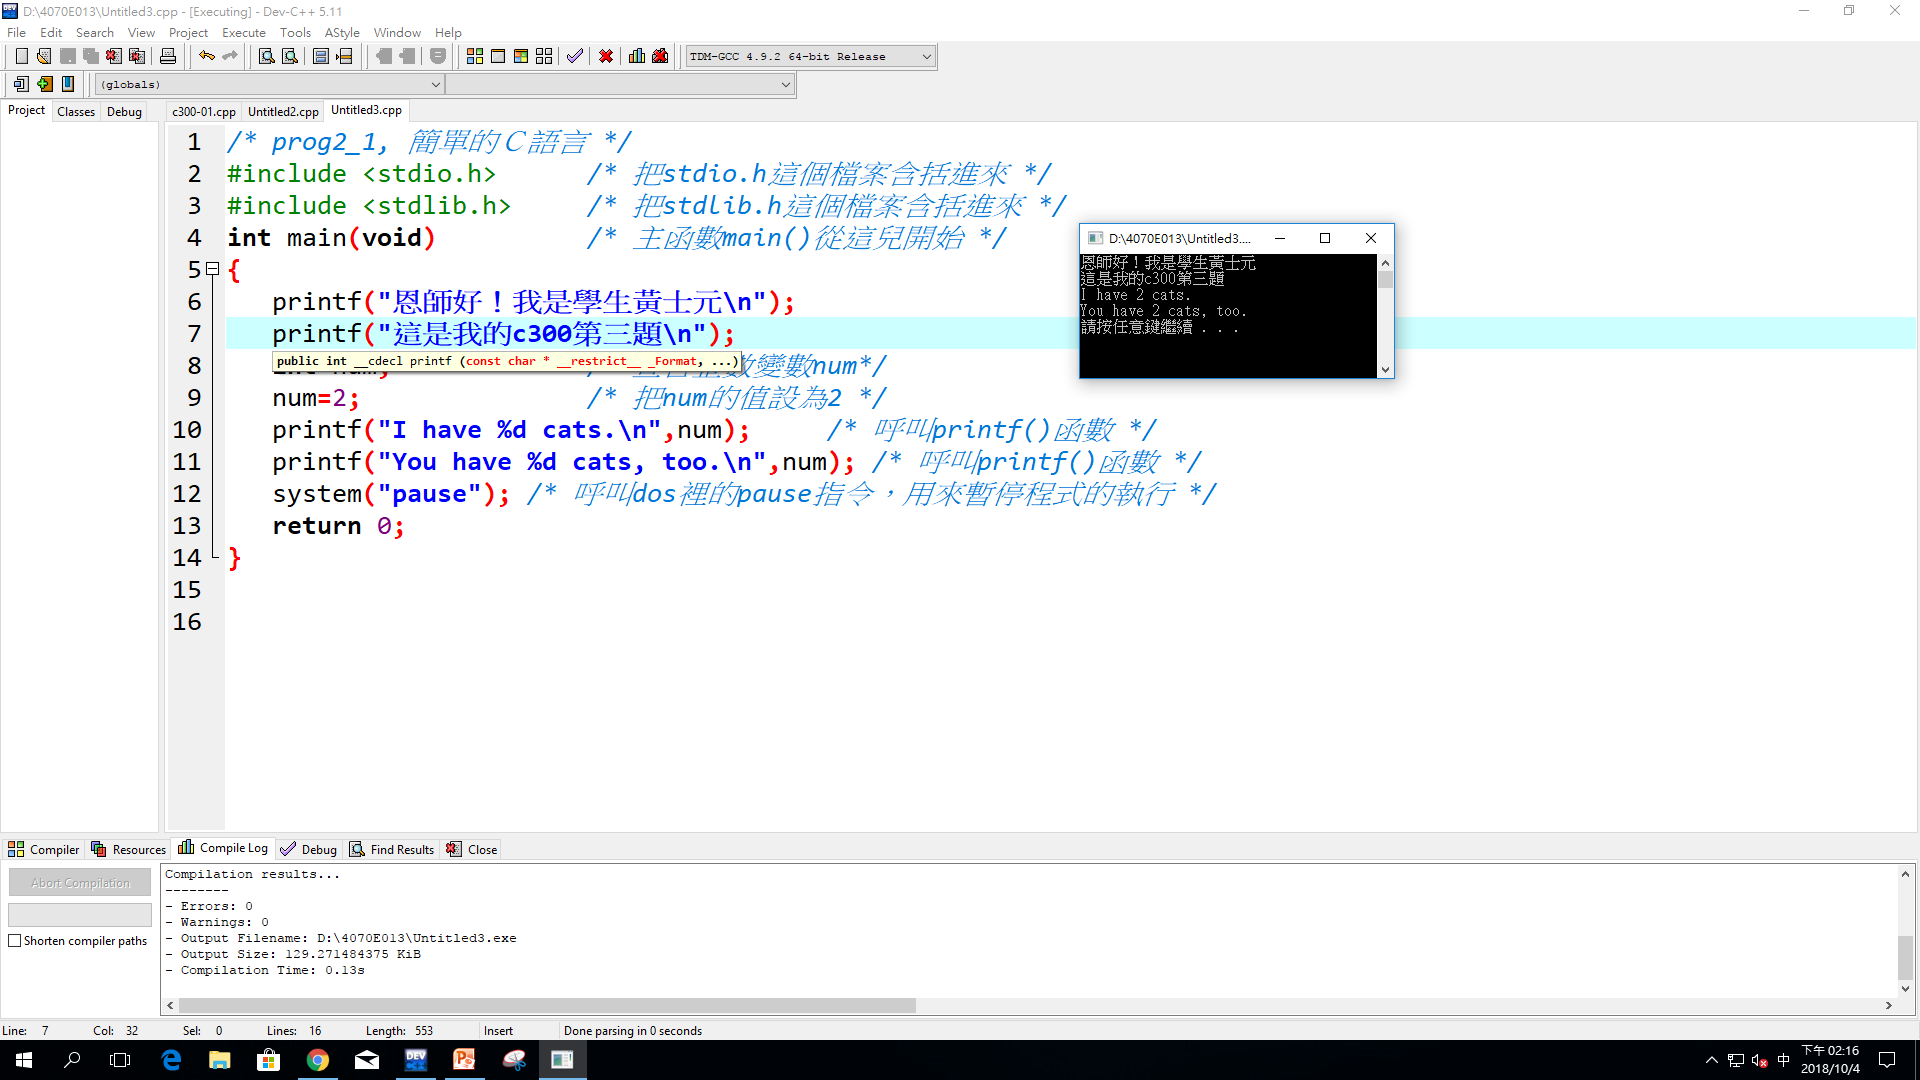 D:\4070E013\Untitled3.cpp - [Executing] - Dev-C++ 5.11
File Edit Search View Project Execute Tools AStyle Window Help
TDM-GCC 4.9.2 64-bit Release
(globals)
Project Classes Debug c300-01.cpp Untitled2.cpp Untitled3.cpp
1 /* prog2_1, 簡單的Ｃ語言 */
2 #include <stdio.h> /* 把stdio.h這個檔案含括進來 */
3 #include <stdlib.h> /* 把stdlib.h這個檔案含括進來 */
4 int main(void) /* 主函數main()從這兒開始 */
5 {
6 printf("恩師好！我是學生黃士元\n");
7 printf("這是我的c300第三題\n");
public int __cdecl printf (const char * __restrict__ _Format, ...)
8 數變數num*/
9 num=2; /* 把num的值設為2 */
10 printf("I have %d cats.\n",num); /* 呼叫printf()函數 */
11 printf("You have %d cats, too.\n",num); /* 呼叫printf()函數 */
12 system("pause"); /* 呼叫dos裡的pause指令，用來暫停程式的執行 */
13 return 0;
14 }
15
16
D:\4070E013\Untitled3....
恩師好！我是學生黃士元
這是我的c300第三題
I have 2 cats.
You have 2 cats, too.
請按任意鍵繼續 . . .
Compiler Resources Compile Log Debug Find Results Close
Abort Compilation
Shorten compiler paths
Compilation results...
--------
- Errors: 0
- Warnings: 0
- Output Filename: D:\4070E013\Untitled3.exe
- Output Size: 129.271484375 KiB
- Compilation Time: 0.13s
Line: 7 Col: 32 Sel: 0 Lines: 16 Length: 553 Insert Done parsing in 0 seconds
中
下午 02:16
2018/10/4